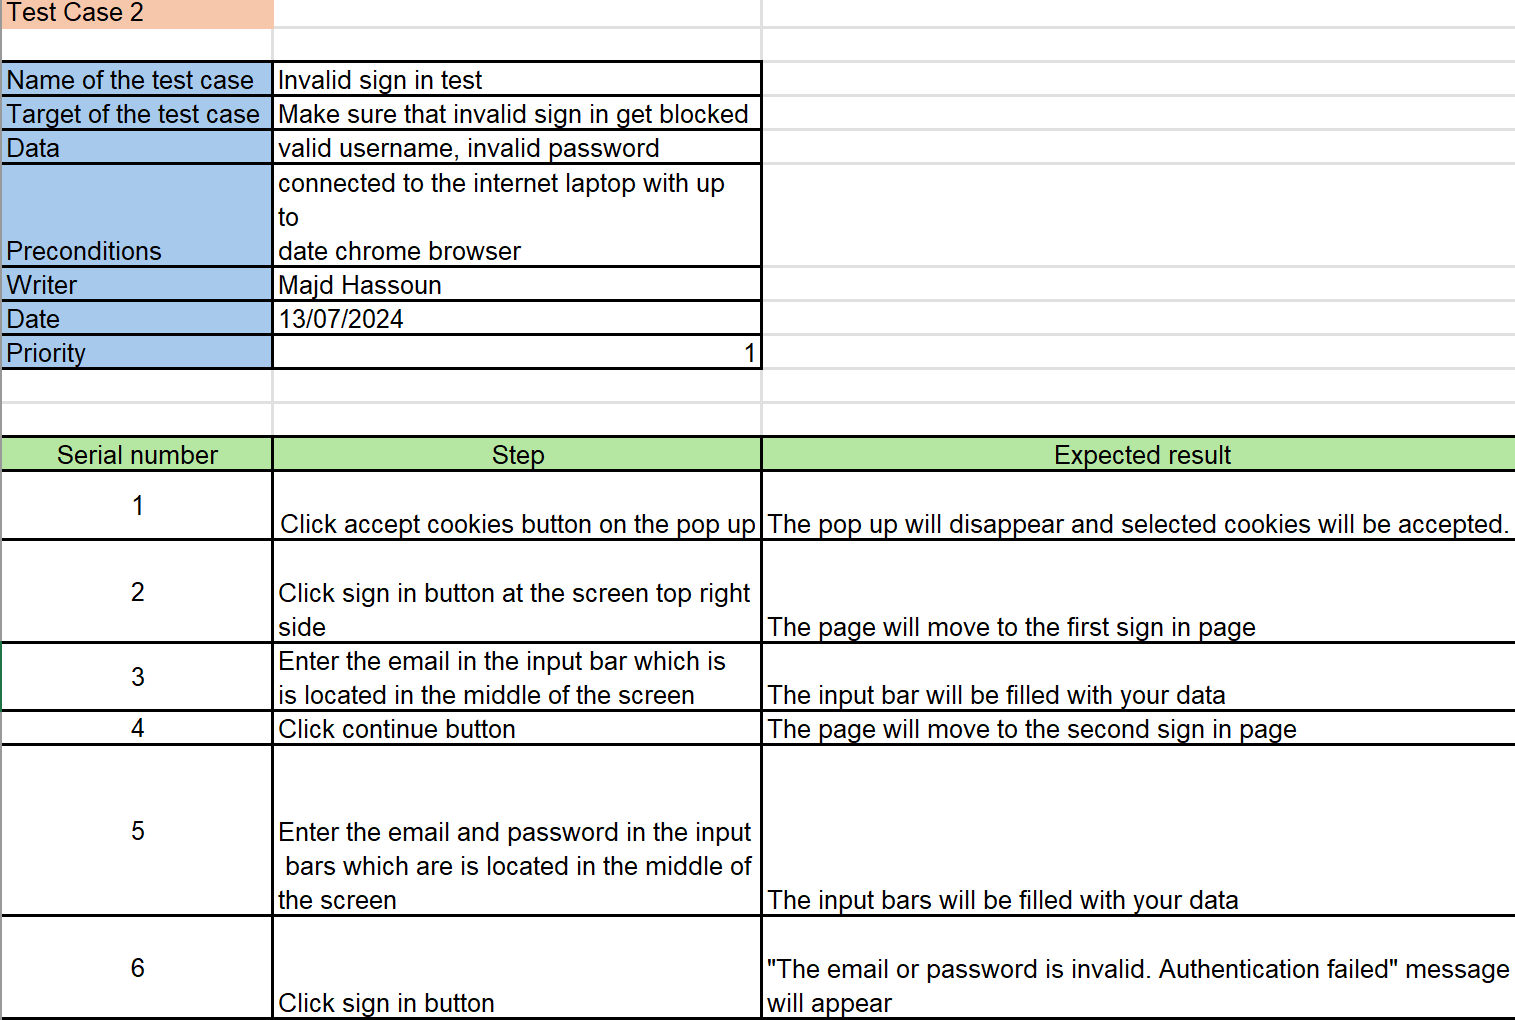 Test Case 2
Name of the test case Invalid sign in test
Target of the test case Make sure that invalid sign in get blocked
Data valid username, invalid password
connected to the internet laptop with up
to
Preconditions date chrome browser
Writer Majd Hassoun
Date 13/07/2024
Priority 1
Serial number Step Expected result
1 Click accept cookies button on the pop up The pop up will disappear and selected cookies will be accepted.
2 Click sign in button at the screen top right
side The page will move to the first sign in page
3 Enter the email in the input bar which is
is located in the middle of the screen The input bar will be filled with your data
4 Click continue button The page will move to the second sign in page
5 Enter the email and password in the input
bars which are is located in the middle of
the screen The input bars will be filled with your data
6 Click sign in button "The email or password is invalid. Authentication failed" message
will appear